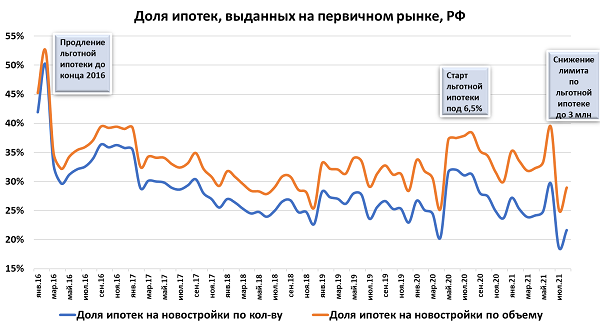 Доля ипотек, выданных на первичном рынке, РФ
55%
50%
45%
40%
35%
30%
25%
20%
15%
Продление
льготной
ипотеки до
конца 2016
Старт
льготной
ипотеки
под 6,5%
Снижение
лимита
по
льготной
ипотеке
до 3 млн
янв.16
мар.16
май.16
июл.16
сен.16
ноя.16
янв.17
мар.17
май.17
июл.17
сен.17
ноя.17
янв.18
мар.18
май.18
июл.18
сен.18
ноя.18
янв.19
мар.19
май.19
июл.19
сен.19
ноя.19
янв.20
мар.20
май.20
июл.20
сен.20
ноя.20
янв.21
мар.21
май.21
июл.21
Доля ипотек на новостройки по кол-ву
Доля ипотек на новостройки по объему